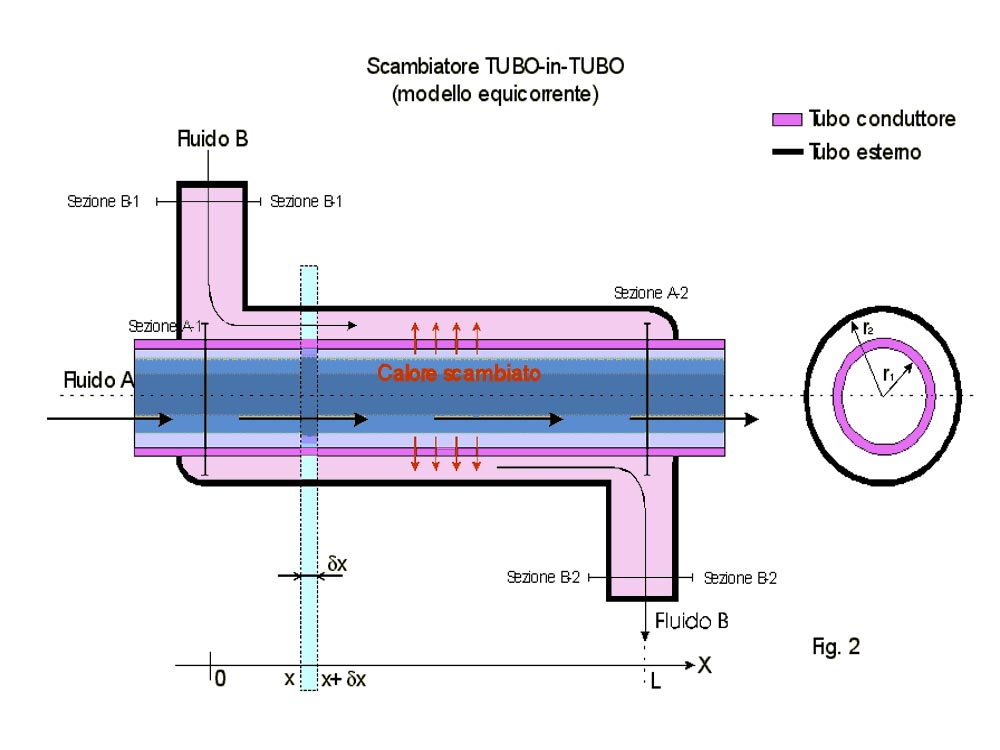 Scambiatore TUBO-in-TUBO
(modello equicorrente)
Tubo conduttore
Tubo esterno
Fluido B
Sezione B-1
Sezione B-1
Sezione A-2
Sezione A-1
r2
r1
Calore scambiato
Fluido A
δx
Sezione B-2
Sezione B-2
Fluido B
Fig. 2
0
x
x+ δx
L
X